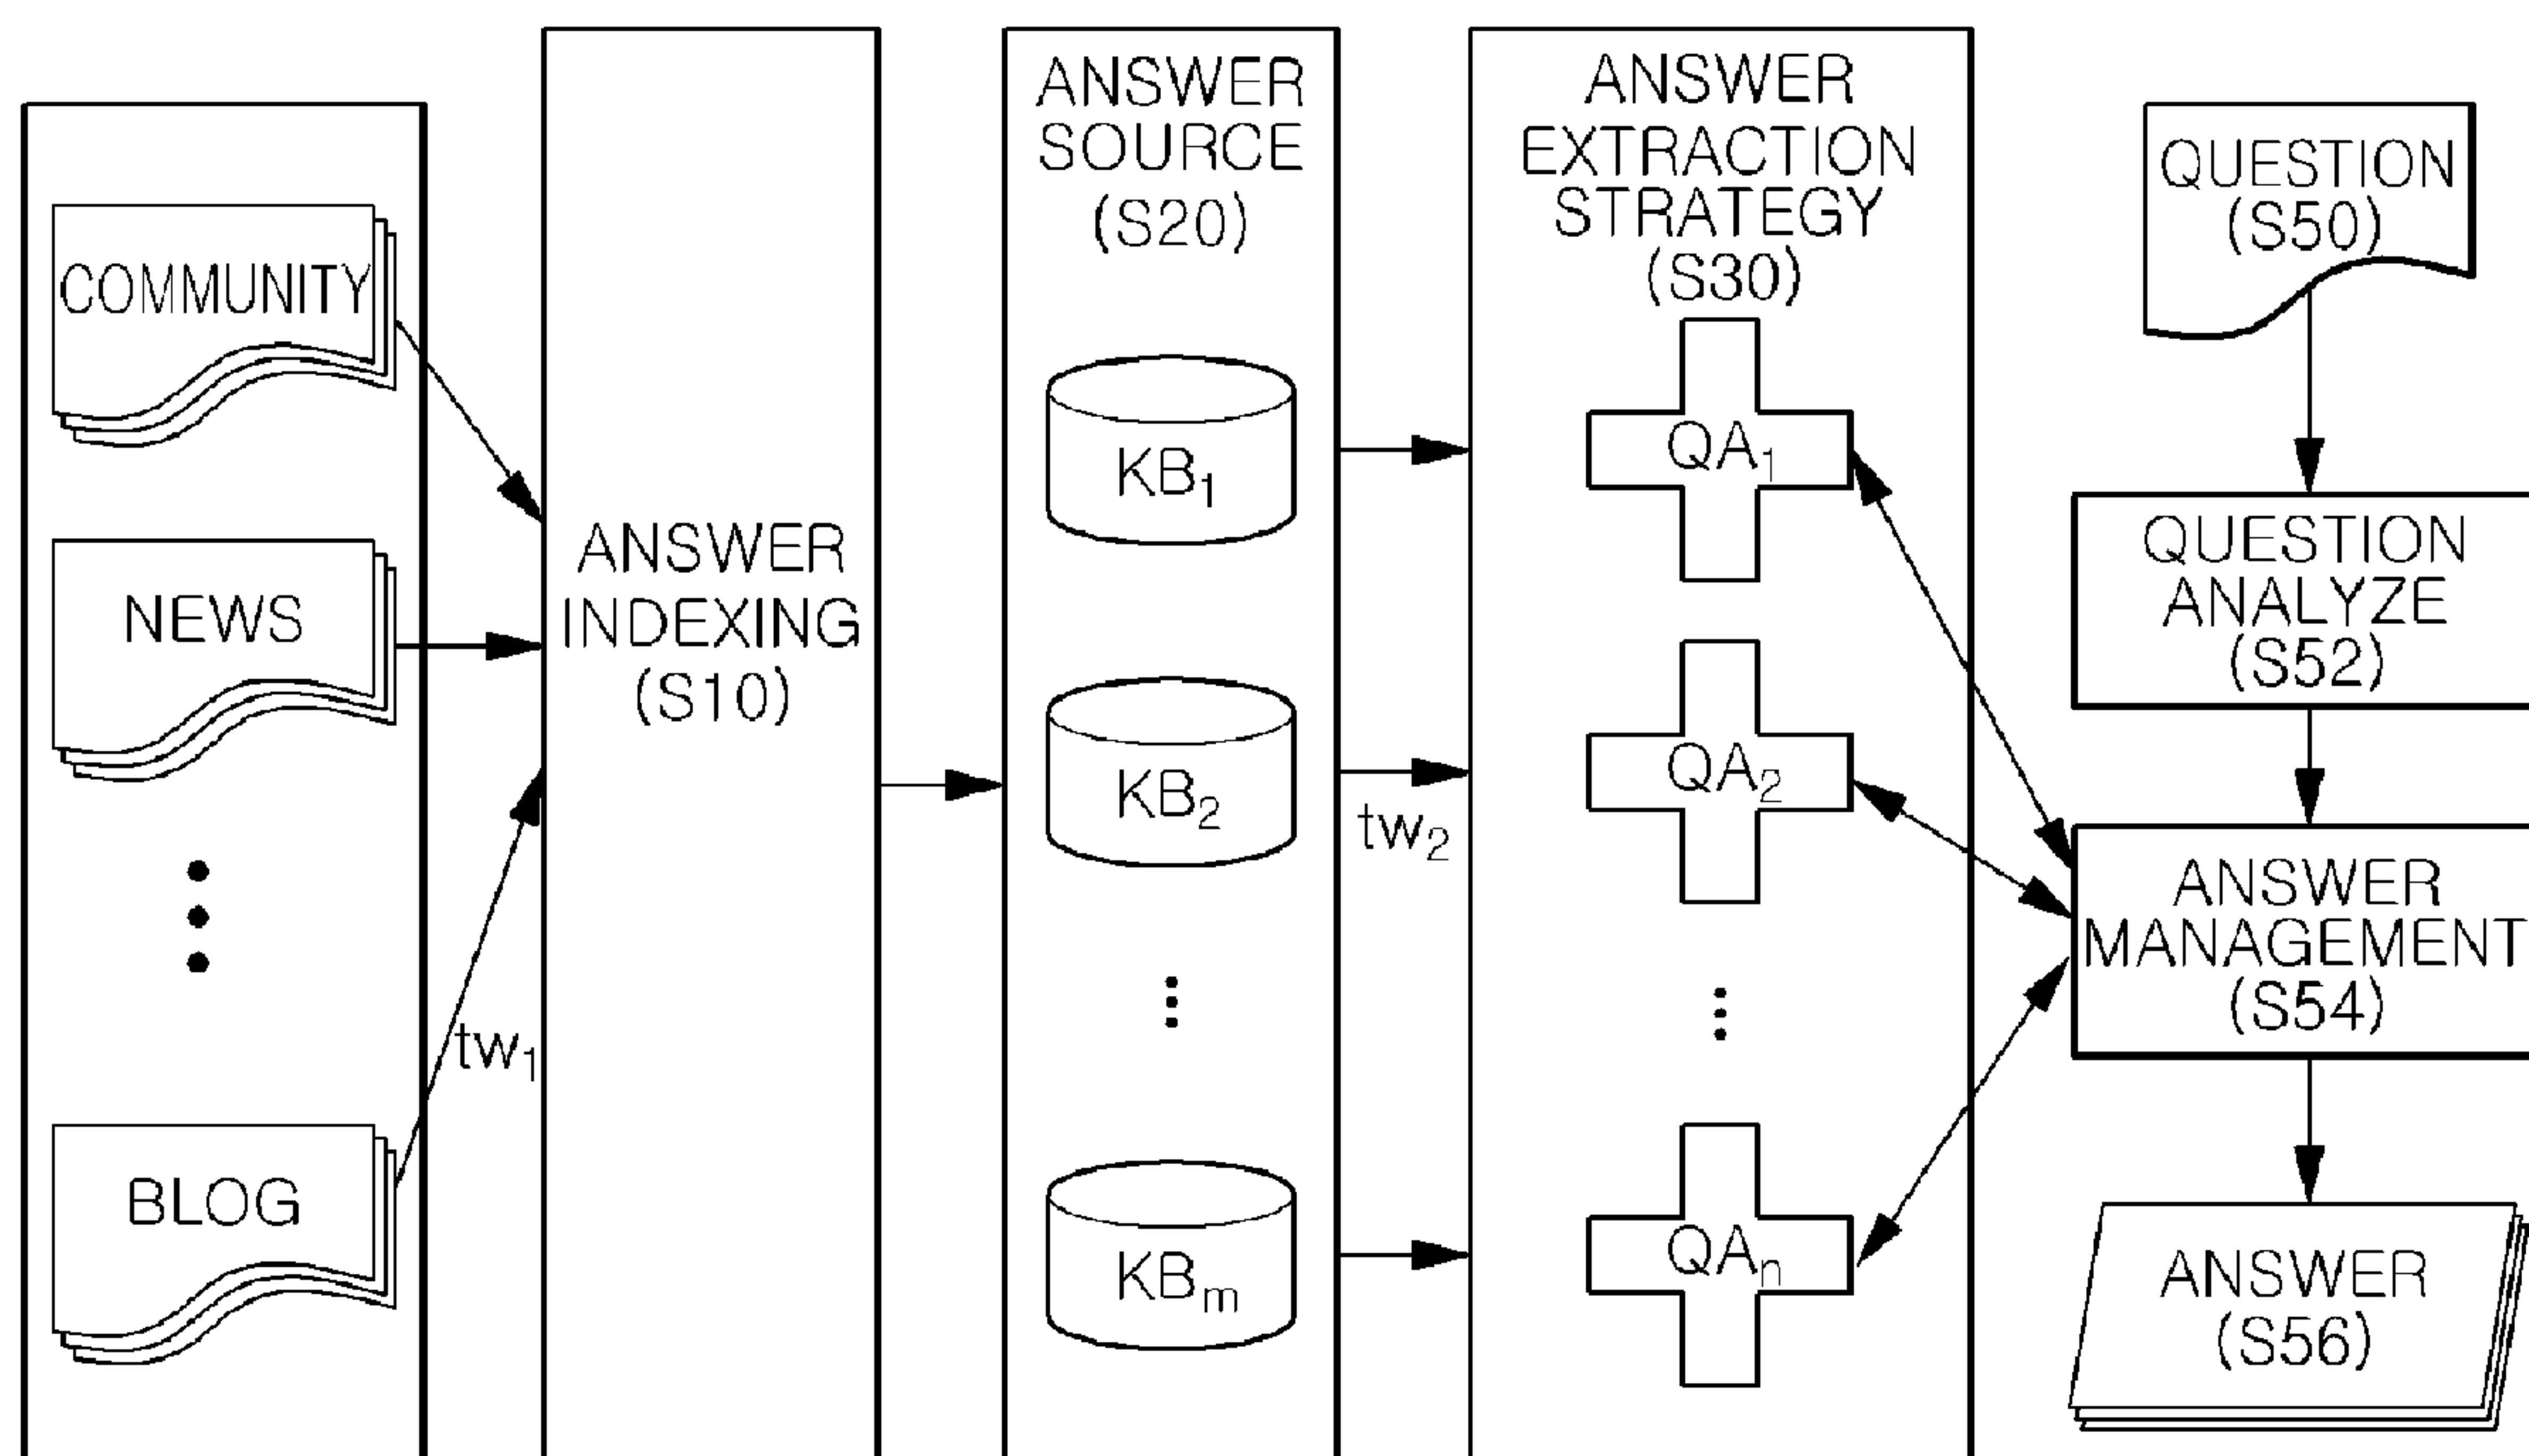 COMMUNITY
NEWS
BLOG
tw₁
ANSWER
INDEXING
(S10)
ANSWER
SOURCE
(S20)
KB₁
KB₂
KBₘ
tw₂
ANSWER
EXTRACTION
STRATEGY
(S30)
QA₁
QA₂
QAₙ
QUESTION
(S50)
QUESTION
ANALYZE
(S52)
ANSWER
MANAGEMENT
(S54)
ANSWER
(S56)